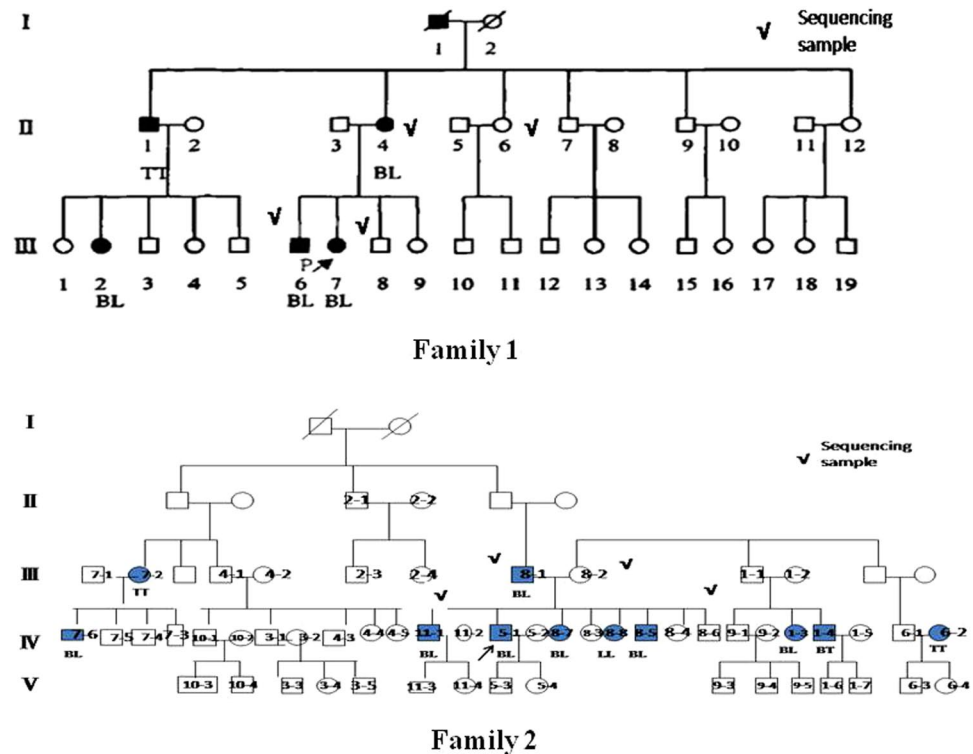 I
1 2
√ Sequencing
sample
II
1 2 3 4 √ 5 6 √ 7 8 9 10 11 12
TT BL
√ √
III
P
1 2 3 4 5 6 7 8 9 10 11 12 13 14 15 16 17 18 19
BL BL BL
Family 1
I
√ Sequencing
sample
II
2-1 2-2
√ √
III 7-1 7-2 4-1 4-2 2-3 2-4 8-1 8-2 1-1 1-2
TT BL
√ √
IV 7-6 7-5 7-4 7-3 10-1 10-2 3-1 3-2 4-3 4-4 4-5 11-1 11-2 5-1 5-2 8-7 8-3 8-8 8-5 8-4 8-6 9-1 9-2 1-3 1-4 1-5 6-1 6-2
BL BL BL BL LL BL BL BT TT
V 10-3 10-4 3-3 3-4 3-5 11-3 11-4 5-3 5-4 9-3 9-4 9-5 1-6 1-7 6-3 6-4
Family 2